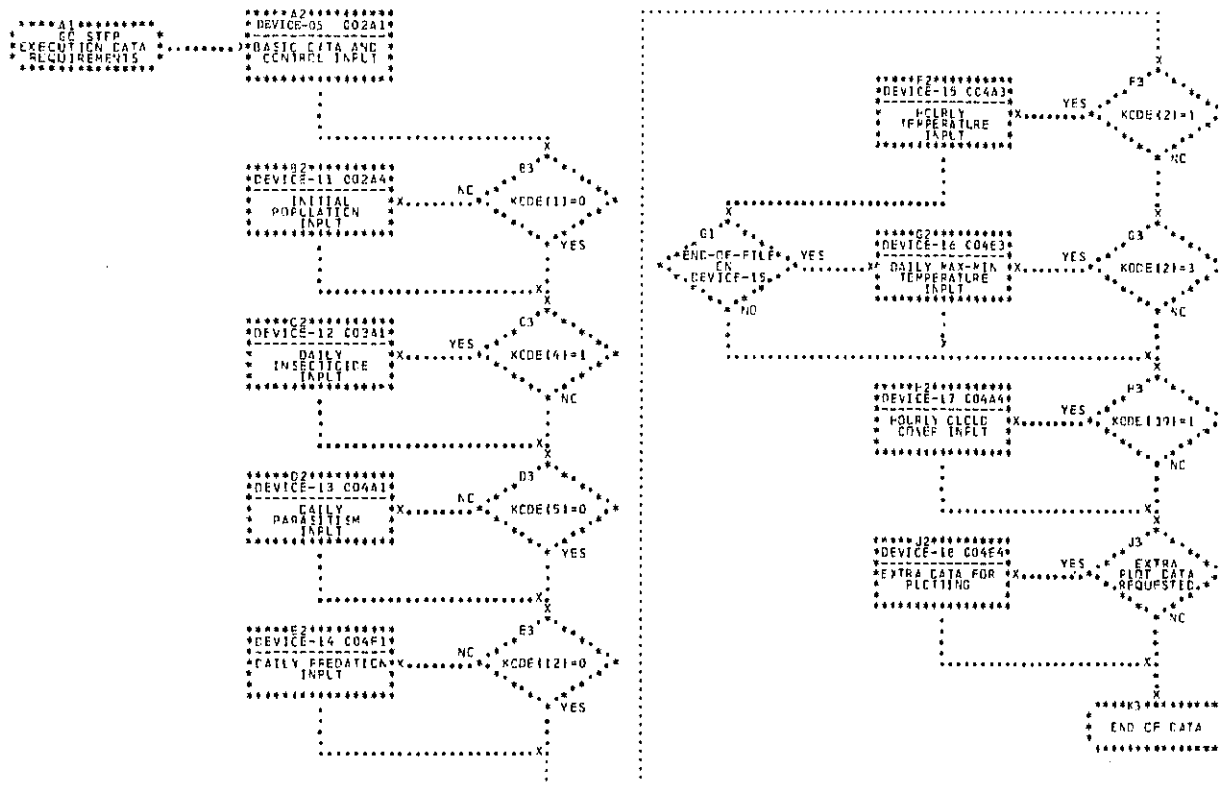 A1
GO STEP
EXECUTION DATA
REQUIREMENTS
A2
DEVICE-05 C02A1
BASIC DATA AND
CONTROL INPUT
B2
DEVICE-11 C02A4
INITIAL
POPULATION
INPUT
NO
B3
KODE(1)=0
YES
C2
DEVICE-12 C03A1
DAILY
INSECTICIDE
INPUT
YES
C3
KODE(4)=1
NO
D2
DEVICE-13 C04A1
DAILY
PARASITISM
INPUT
NO
D3
KODE(5)=0
YES
E2
DEVICE-14 C04F1
DAILY PREDATION
INPUT
NO
E3
KODE(12)=0
YES
F2
DEVICE-15 C04A3
HOURLY
TEMPERATURE
INPUT
YES
F3
KODE(2)=1
NO
G1
END-OF-FILE
ON
DEVICE-15
YES
NO
G2
DEVICE-16 C04E3
DAILY MAX-MIN
TEMPERATURE
INPUT
YES
G3
KODE(2)=3
NO
H2
DEVICE-17 C04A4
HOURLY CLOUD
COVER INPUT
YES
H3
KODE(19)=1
NO
J2
DEVICE-18 C04E4
EXTRA DATA FOR
PLOTTING
YES
J3
EXTRA
PLOT DATA
REQUESTED
NO
K3
END OF DATA